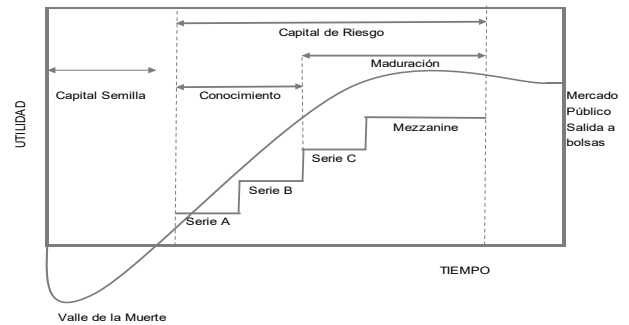 Capital de Riesgo
Maduración
Capital Semilla
Conocimiento
Mercado
Público
Salida a
bolsas
UTILIDAD
Mezzanine
Serie C
Serie B
Serie A
TIEMPO
Valle de la Muerte